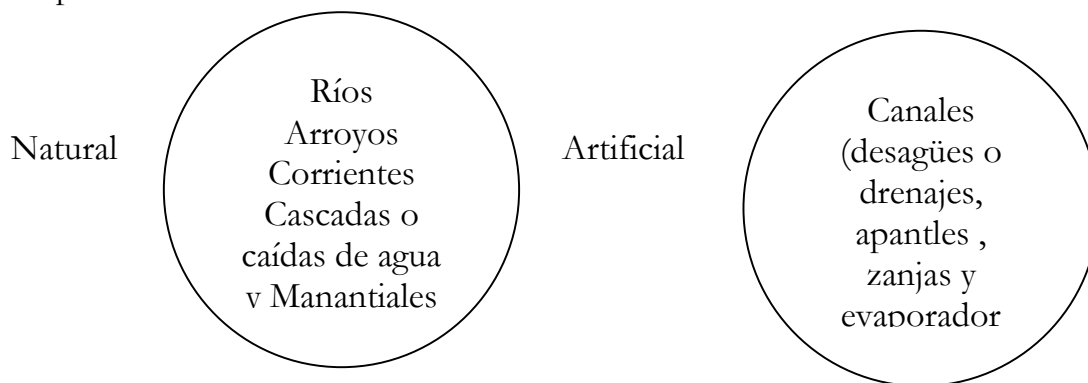 Natural
Ríos
Arroyos
Corrientes
Cascadas o
caídas de agua
y Manantiales
Artificial
Canales
(desagües o
drenajes,
apantles ,
zanjas y
evaporador